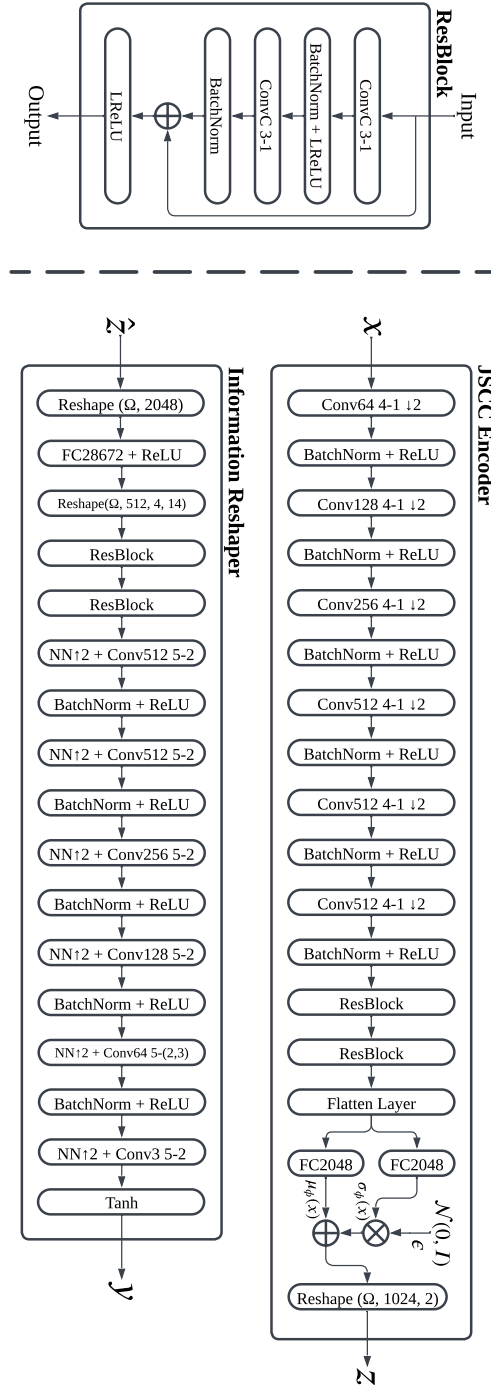 ResBlock
Input
ConvC 3-1
BatchNorm + LReLU
ConvC 3-1
BatchNorm
LReLU
Output
JSCC Encoder
x
Conv64 4-1 ↓2
BatchNorm + ReLU
Conv128 4-1 ↓2
BatchNorm + ReLU
Conv256 4-1 ↓2
BatchNorm + ReLU
Conv512 4-1 ↓2
BatchNorm + ReLU
Conv512 4-1 ↓2
BatchNorm + ReLU
Conv512 4-1 ↓2
BatchNorm + ReLU
ResBlock
ResBlock
Flatten Layer
FC2048
FC2048
μϕ(x)
σϕ(x)
𝒩(0, I)
ϵ
Reshape (Ω, 1024, 2)
z
Information Reshaper
ẑ
Reshape (Ω, 2048)
FC28672 + ReLU
Reshape(Ω, 512, 4, 14)
ResBlock
ResBlock
NN↑2 + Conv512 5-2
BatchNorm + ReLU
NN↑2 + Conv512 5-2
BatchNorm + ReLU
NN↑2 + Conv256 5-2
BatchNorm + ReLU
NN↑2 + Conv128 5-2
BatchNorm + ReLU
NN↑2 + Conv64 5-(2,3)
BatchNorm + ReLU
NN↑2 + Conv3 5-2
Tanh
y